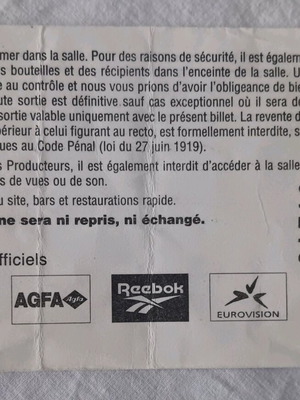 mer dans la salle. Pour des raisons de sécurité, il est égaleme
s bouteilles et des récipients dans l'enceinte de la salle. U
e au contrôle et nous vous prions d'avoir l'obligeance de bie
ute sortie est définitive sauf cas exceptionnel où il sera dé
sortie valable uniquement avec le présent billet. La revente d
périeur à celui figurant au recto, est formellement interdite, s
ues au Code Pénal (loi du 27 juin 1919).
s Producteurs, il est également interdit d'accéder à la salle
ises de vues ou de son.
u site, bars et restaurations rapide.
ne sera ni repris, ni échangé.
fficiels
AGFA Agfa
Reebok
EUROVISION